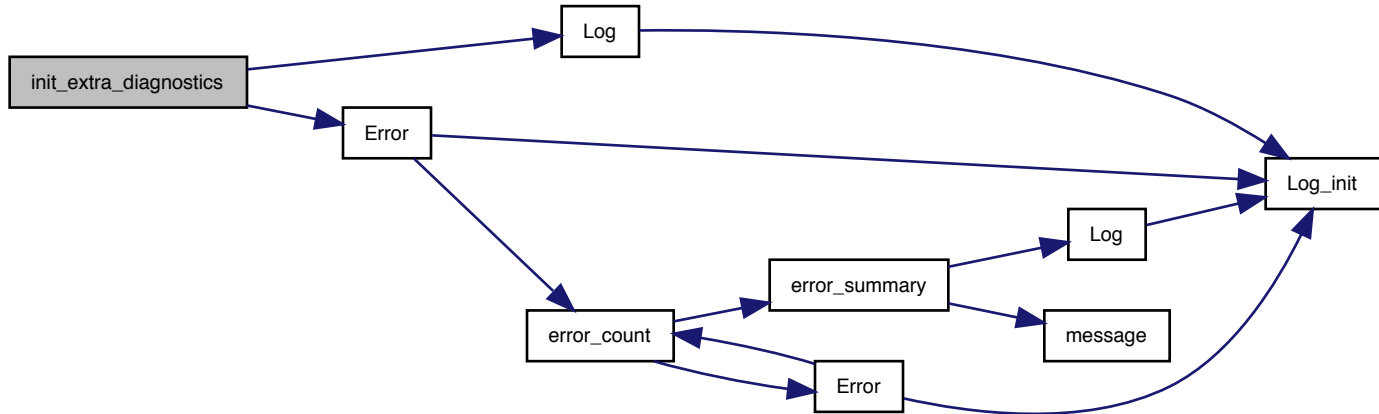 Log
init_extra_diagnostics
Error
Log_init
Log
error_summary
error_count
message
Error